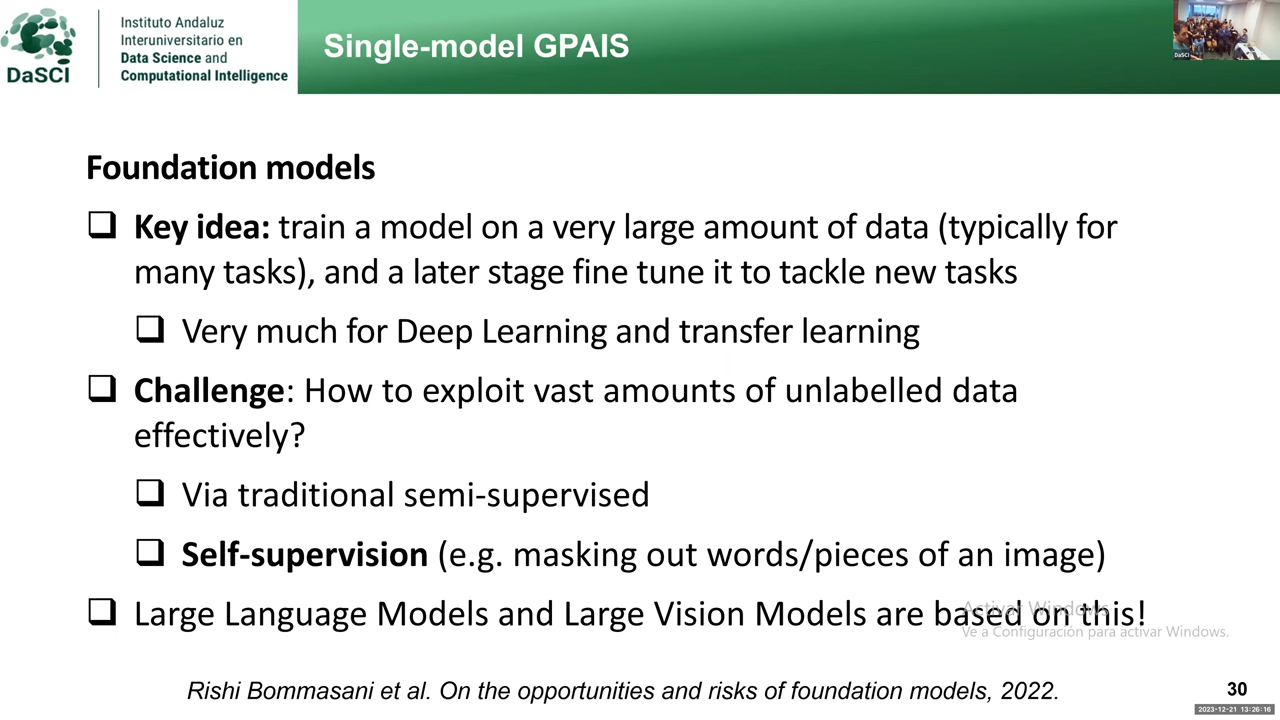 Instituto Andaluz
Interuniversitario en
Data Science and
Computational Intelligence
DaSCI
Single-model GPAIS
DaSCI
Foundation models
Key idea: train a model on a very large amount of data (typically for
many tasks), and a later stage fine tune it to tackle new tasks
Very much for Deep Learning and transfer learning
Challenge: How to exploit vast amounts of unlabelled data
effectively?
Via traditional semi-supervised
Self-supervision (e.g. masking out words/pieces of an image)
Large Language Models and Large Vision Models are based on this!
Activar Windows
Ve a Configuración para activar Windows.
Rishi Bommasani et al. On the opportunities and risks of foundation models, 2022.
30
2023-12-21 13:26:16